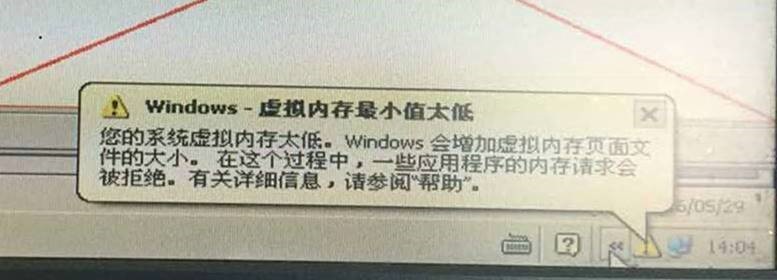 Windows - 虚拟内存最小值太低
您的系统虚拟内存太低。Windows 会增加虚拟内存页面文
件的大小。在这个过程中，一些应用程序的内存请求会
被拒绝。有关详细信息，请参阅“帮助”。
6/05/29
14:04